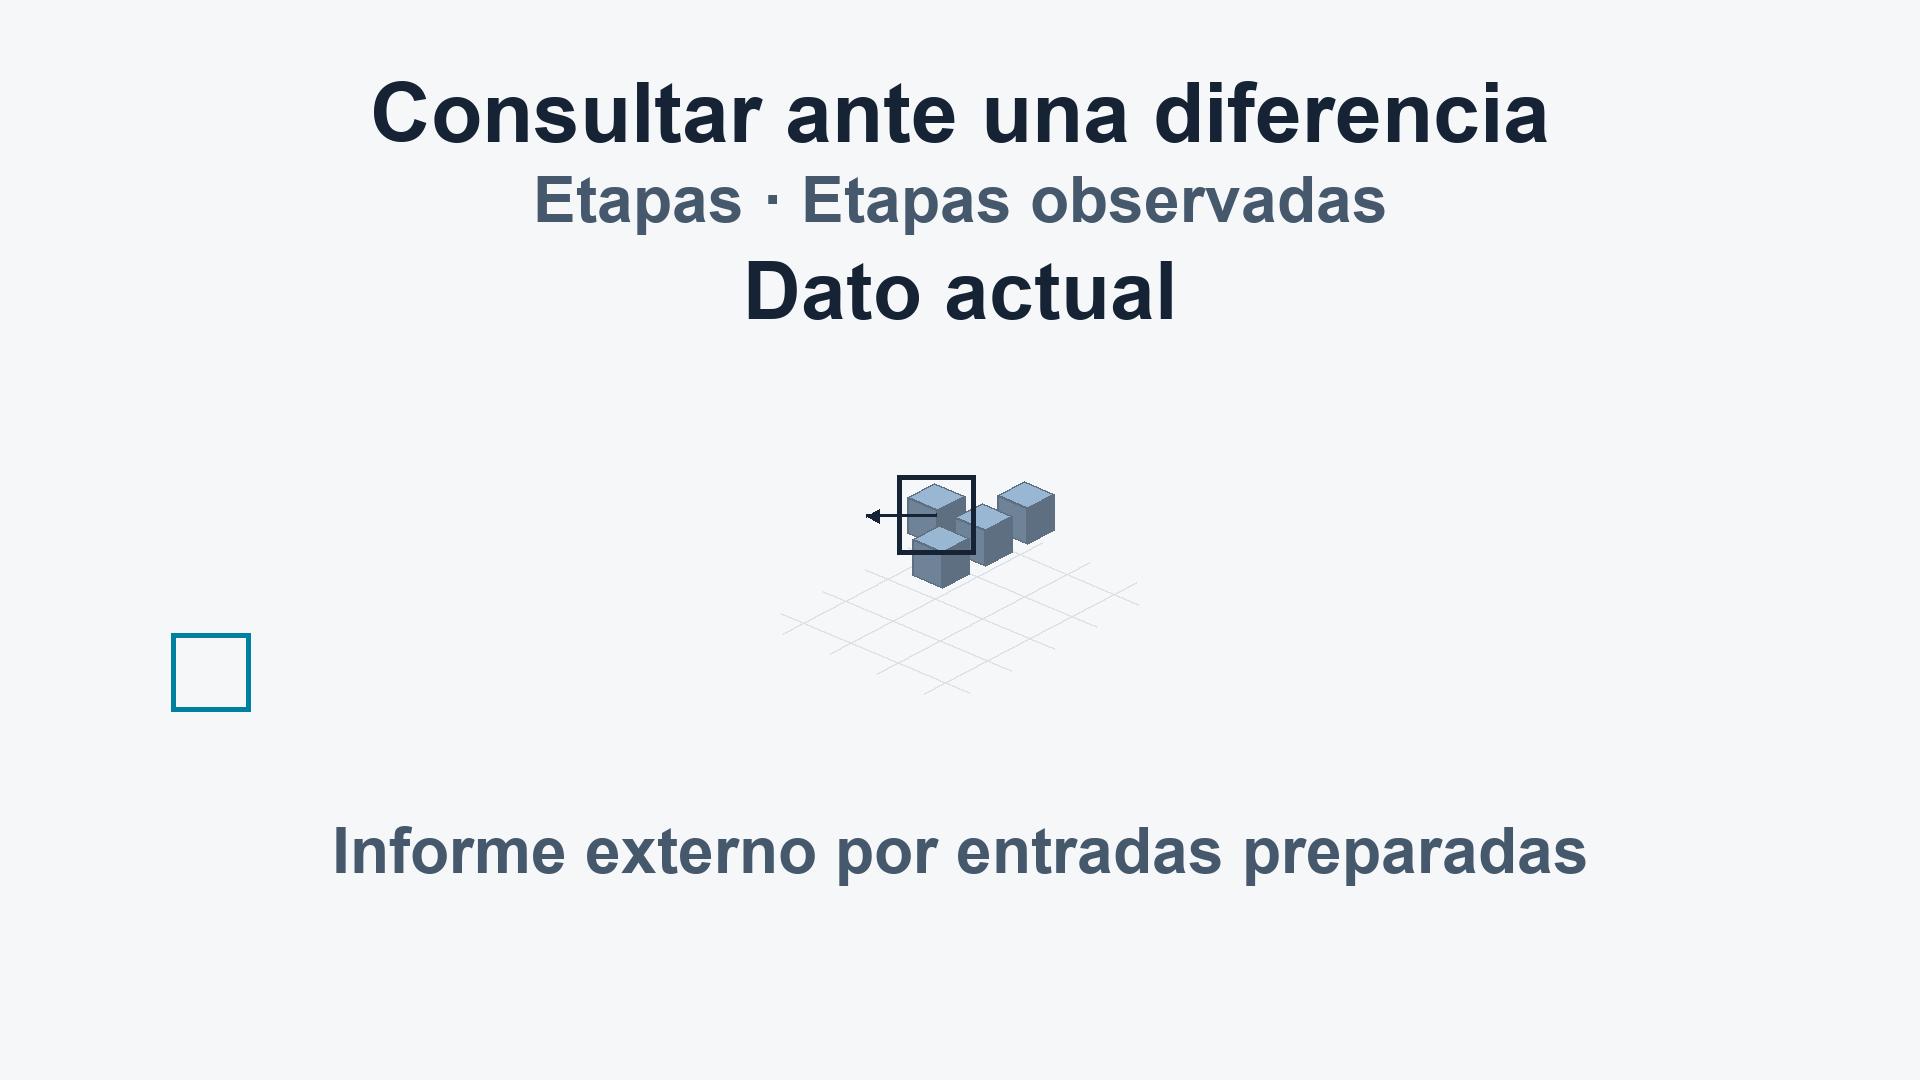 Consultar ante una diferencia
Etapas · Etapas observadas
Dato actual
Informe externo por entradas preparadas